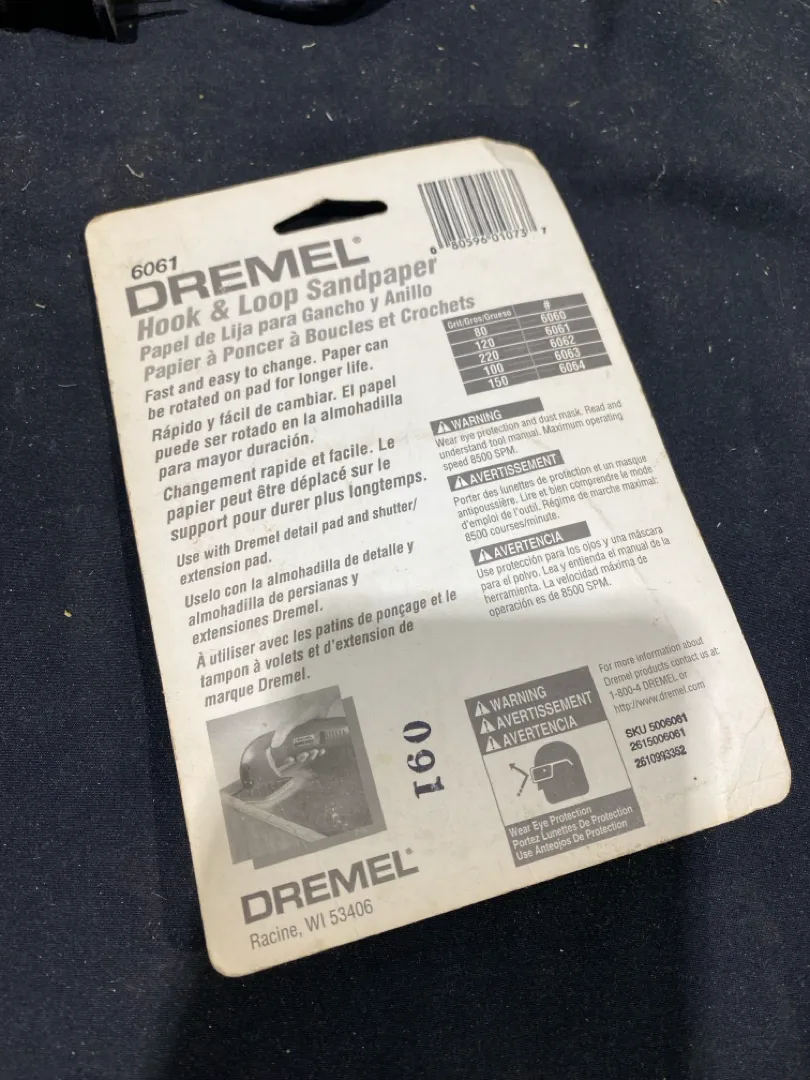 6061
DREMEL®
Hook & Loop Sandpaper
Papel de Lija para Gancho y Anillo
Papier à Poncer à Boucles et Crochets
Fast and easy to change. Paper can
be rotated on pad for longer life.
Rápido y fácil de cambiar. El papel
puede ser rotado en la almohadilla
para mayor duración.
Changement rapide et facile. Le
papier peut être déplacé sur le
support pour durer plus longtemps.
Use with Dremel detail pad and shutter/
extension pad.
Uselo con la almohadilla de detalle y
almohadilla de persianas y
extensiones Dremel.
À utiliser avec les patins de ponçage et le
tampon à volets et d'extension de
marque Dremel.
0 80596 01073 7
Grit/Gres/Grueso #
80 6060
120 6061
220 6062
100 6063
150 6064
WARNING
Wear eye protection and dust mask. Read and
understand tool manual. Maximum operating
speed 8500 SPM.
AVERTISSEMENT
Porter des lunettes de protection et un masque
antipoussière. Lire et bien comprendre le mode
d'emploi de l'outil. Régime de marche maximal:
8500 courses/minute.
AVERTENCIA
Use protección para los ojos y una máscara
para el polvo. Lea y entienda el manual de la
herramienta. La velocidad máxima de
operación es de 8500 SPM.
160
WARNING
AVERTISSEMENT
AVERTENCIA
Wear Eye Protection
Portez Lunettes De Protection
Use Anteojos De Protection
For more information about
Dremel products contact us at:
1-800-4 DREMEL or
http://www.dremel.com
SKU 5006061
2615006061
2610993352
DREMEL®
Racine, WI 53406